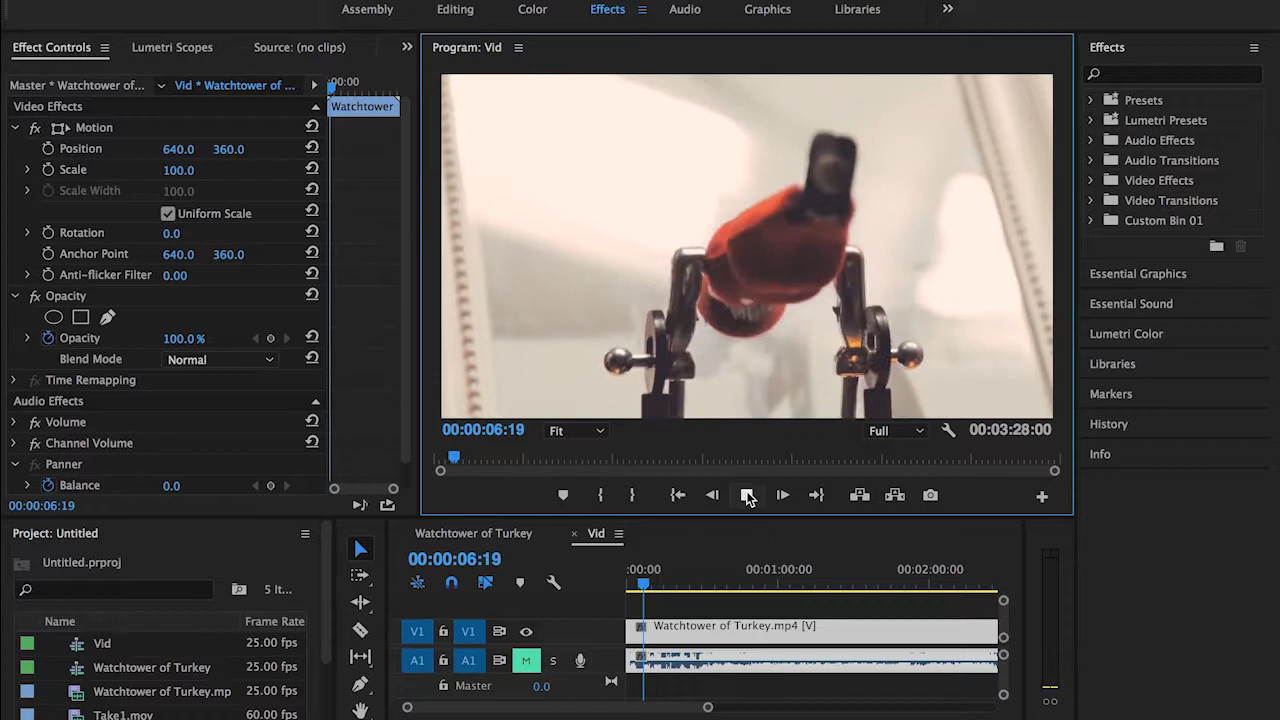 Assembly
Editing
Color
Effects
Audio
Graphics
Libraries
Effect Controls
Lumetri Scopes
Source: (no clips)
Master * Watchtower of...
Vid * Watchtower of ...
:00:00
Video Effects
Watchtower
fx Motion
Position 640.0 360.0
Scale 100.0
Scale Width 100.0
Uniform Scale
Rotation 0.0
Anchor Point 640.0 360.0
Anti-flicker Filter 0.00
fx Opacity
Opacity 100.0 %
Blend Mode Normal
fx Time Remapping
Audio Effects
fx Volume
fx Channel Volume
fx Panner
Balance 0.0
00:00:06:19
Program: Vid
00:00:06:19
Fit
Full
00:03:28:00
Effects
Presets
Lumetri Presets
Audio Effects
Audio Transitions
Video Effects
Video Transitions
Custom Bin 01
Essential Graphics
Essential Sound
Lumetri Color
Libraries
Markers
History
Info
Project: Untitled
Untitled.prproj
5 It...
Name Frame Rate
Vid 25.00 fps
Watchtower of Turkey 25.00 fps
Watchtower of Turkey.mp 25.00 fps
Take1.mov 60.00 fps
Watchtower of Turkey
× Vid
00:00:06:19
:00:00 00:01:00:00 00:02:00:00
V1 V1
Watchtower of Turkey.mp4 [V]
A1 A1 M S
Master 0.0